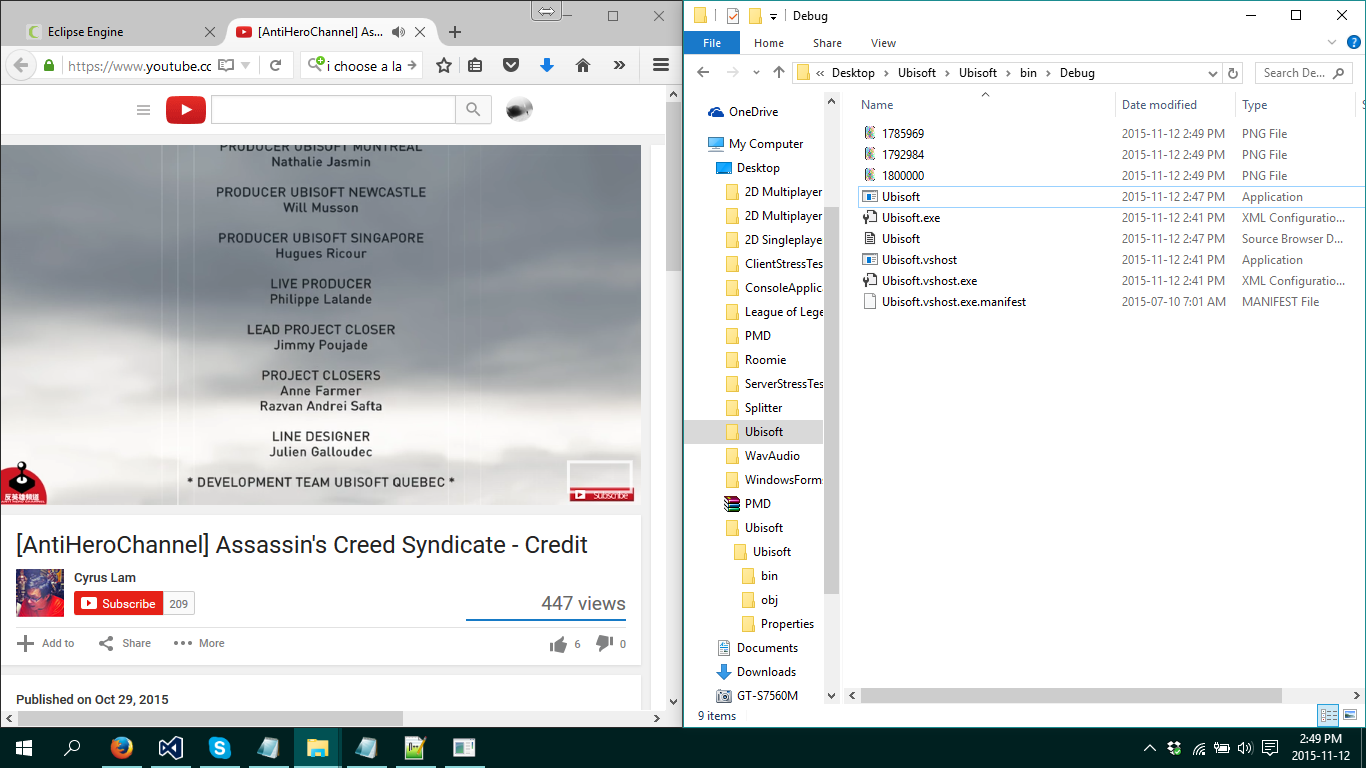 Eclipse Engine
[AntiHeroChannel] As...
https://www.youtube.cc
i choose a la
PRODUCER UBISOFT MONTREAL
Nathalie Jasmin
PRODUCER UBISOFT NEWCASTLE
Will Musson
PRODUCER UBISOFT SINGAPORE
Hugues Ricour
LIVE PRODUCER
Philippe Lalande
LEAD PROJECT CLOSER
Jimmy Poujade
PROJECT CLOSERS
Anne Farmer
Razvan Andrei Safta
LINE DESIGNER
Julien Galloudec
* DEVELOPMENT TEAM UBISOFT QUEBEC *
反英雄頻道
Subscribe
[AntiHeroChannel] Assassin's Creed Syndicate - Credit
Cyrus Lam
Subscribe 209
447 views
Add to Share More 6 0
Published on Oct 29, 2015
Debug
File Home Share View
« Desktop Ubisoft Ubisoft bin Debug
Search De...
OneDrive
My Computer
Desktop
2D Multiplayer
2D Multiplayer
2D Singleplaye
ClientStressTes
ConsoleApplica
League of Lege
PMD
Roomie
ServerStressTes
Splitter
Ubisoft
WavAudio
WindowsForm
PMD
Ubisoft
Ubisoft
bin
obj
Properties
Documents
Downloads
GT-S7560M
Name Date modified Type
1785969 2015-11-12 2:49 PM PNG File
1792984 2015-11-12 2:49 PM PNG File
1800000 2015-11-12 2:49 PM PNG File
Ubisoft 2015-11-12 2:47 PM Application
Ubisoft.exe 2015-11-12 2:41 PM XML Configuratio...
Ubisoft 2015-11-12 2:47 PM Source Browser D...
Ubisoft.vshost 2015-11-12 2:41 PM Application
Ubisoft.vshost.exe 2015-11-12 2:41 PM XML Configuratio...
Ubisoft.vshost.exe.manifest 2015-07-10 7:01 AM MANIFEST File
9 items
2:49 PM
2015-11-12